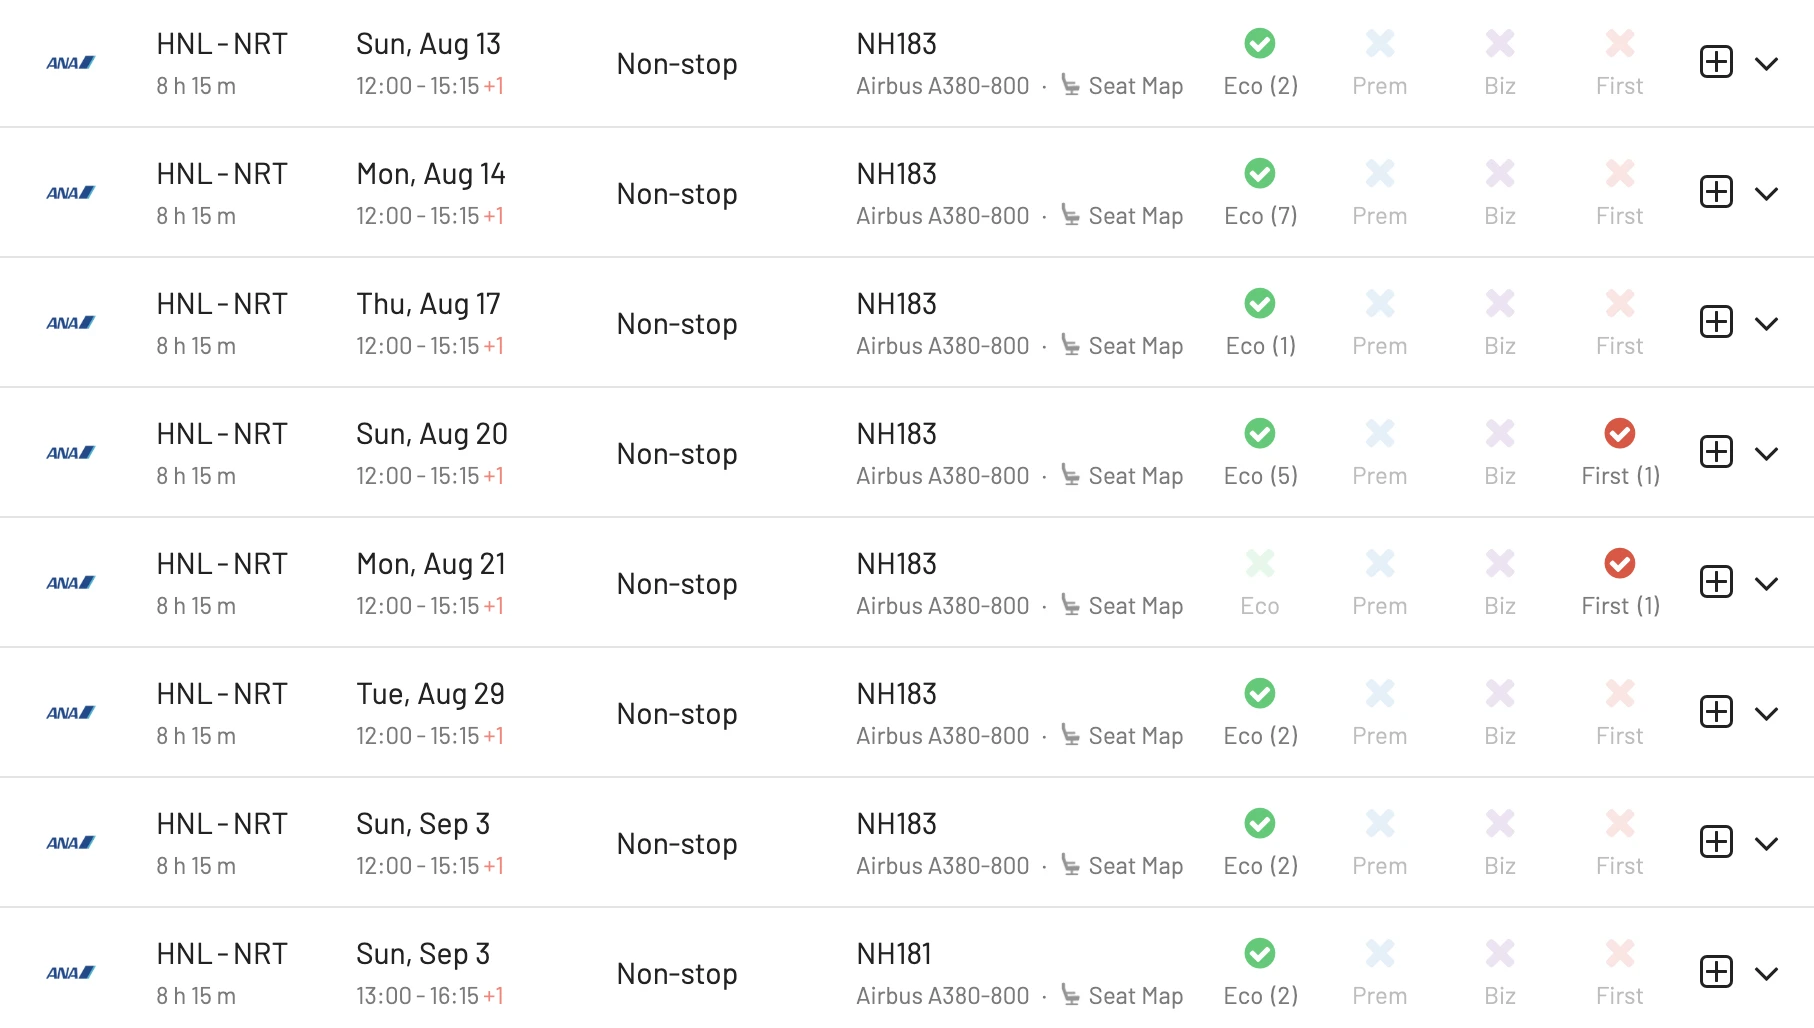 HNL - NRT Sun, Aug 13 NH183
ANA Non-stop
8 h 15 m 12:00 - 15:15 +1 Airbus A380-800 · Seat Map Eco (2) Prem Biz First
HNL - NRT Mon, Aug 14 NH183
ANA Non-stop
8 h 15 m 12:00 - 15:15 +1 Airbus A380-800 · Seat Map Eco (7) Prem Biz First
HNL - NRT Thu, Aug 17 NH183
ANA Non-stop
8 h 15 m 12:00 - 15:15 +1 Airbus A380-800 · Seat Map Eco (1) Prem Biz First
HNL - NRT Sun, Aug 20 NH183
ANA Non-stop
8 h 15 m 12:00 - 15:15 +1 Airbus A380-800 · Seat Map Eco (5) Prem Biz First (1)
HNL - NRT Mon, Aug 21 NH183
ANA Non-stop
8 h 15 m 12:00 - 15:15 +1 Airbus A380-800 · Seat Map Eco Prem Biz First (1)
HNL - NRT Tue, Aug 29 NH183
ANA Non-stop
8 h 15 m 12:00 - 15:15 +1 Airbus A380-800 · Seat Map Eco (2) Prem Biz First
HNL - NRT Sun, Sep 3 NH183
ANA Non-stop
8 h 15 m 12:00 - 15:15 +1 Airbus A380-800 · Seat Map Eco (2) Prem Biz First
HNL - NRT Sun, Sep 3 NH181
ANA Non-stop
8 h 15 m 13:00 - 16:15 +1 Airbus A380-800 · Seat Map Eco (2) Prem Biz First